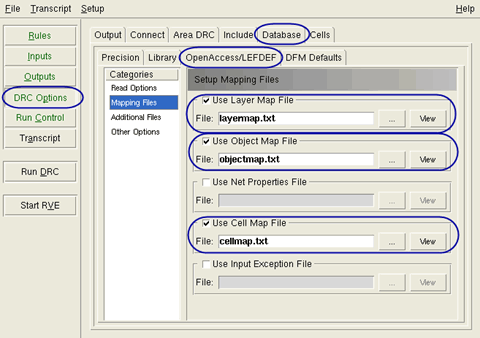 File Transcript Setup Help
Rules
Inputs
Outputs
DRC Options
Run Control
Transcript
Run DRC
Start RVE
Output Connect Area DRC Include Database Cells
Precision Library OpenAccess/LEFDEF DFM Defaults
Categories
Read Options
Mapping Files
Additional Files
Other Options
Setup Mapping Files
Use Layer Map File
File: layermap.txt ... View
Use Object Map File
File: objectmap.txt ... View
Use Net Properties File
File: ... View
Use Cell Map File
File: cellmap.txt ... View
Use Input Exception File
File: ... View